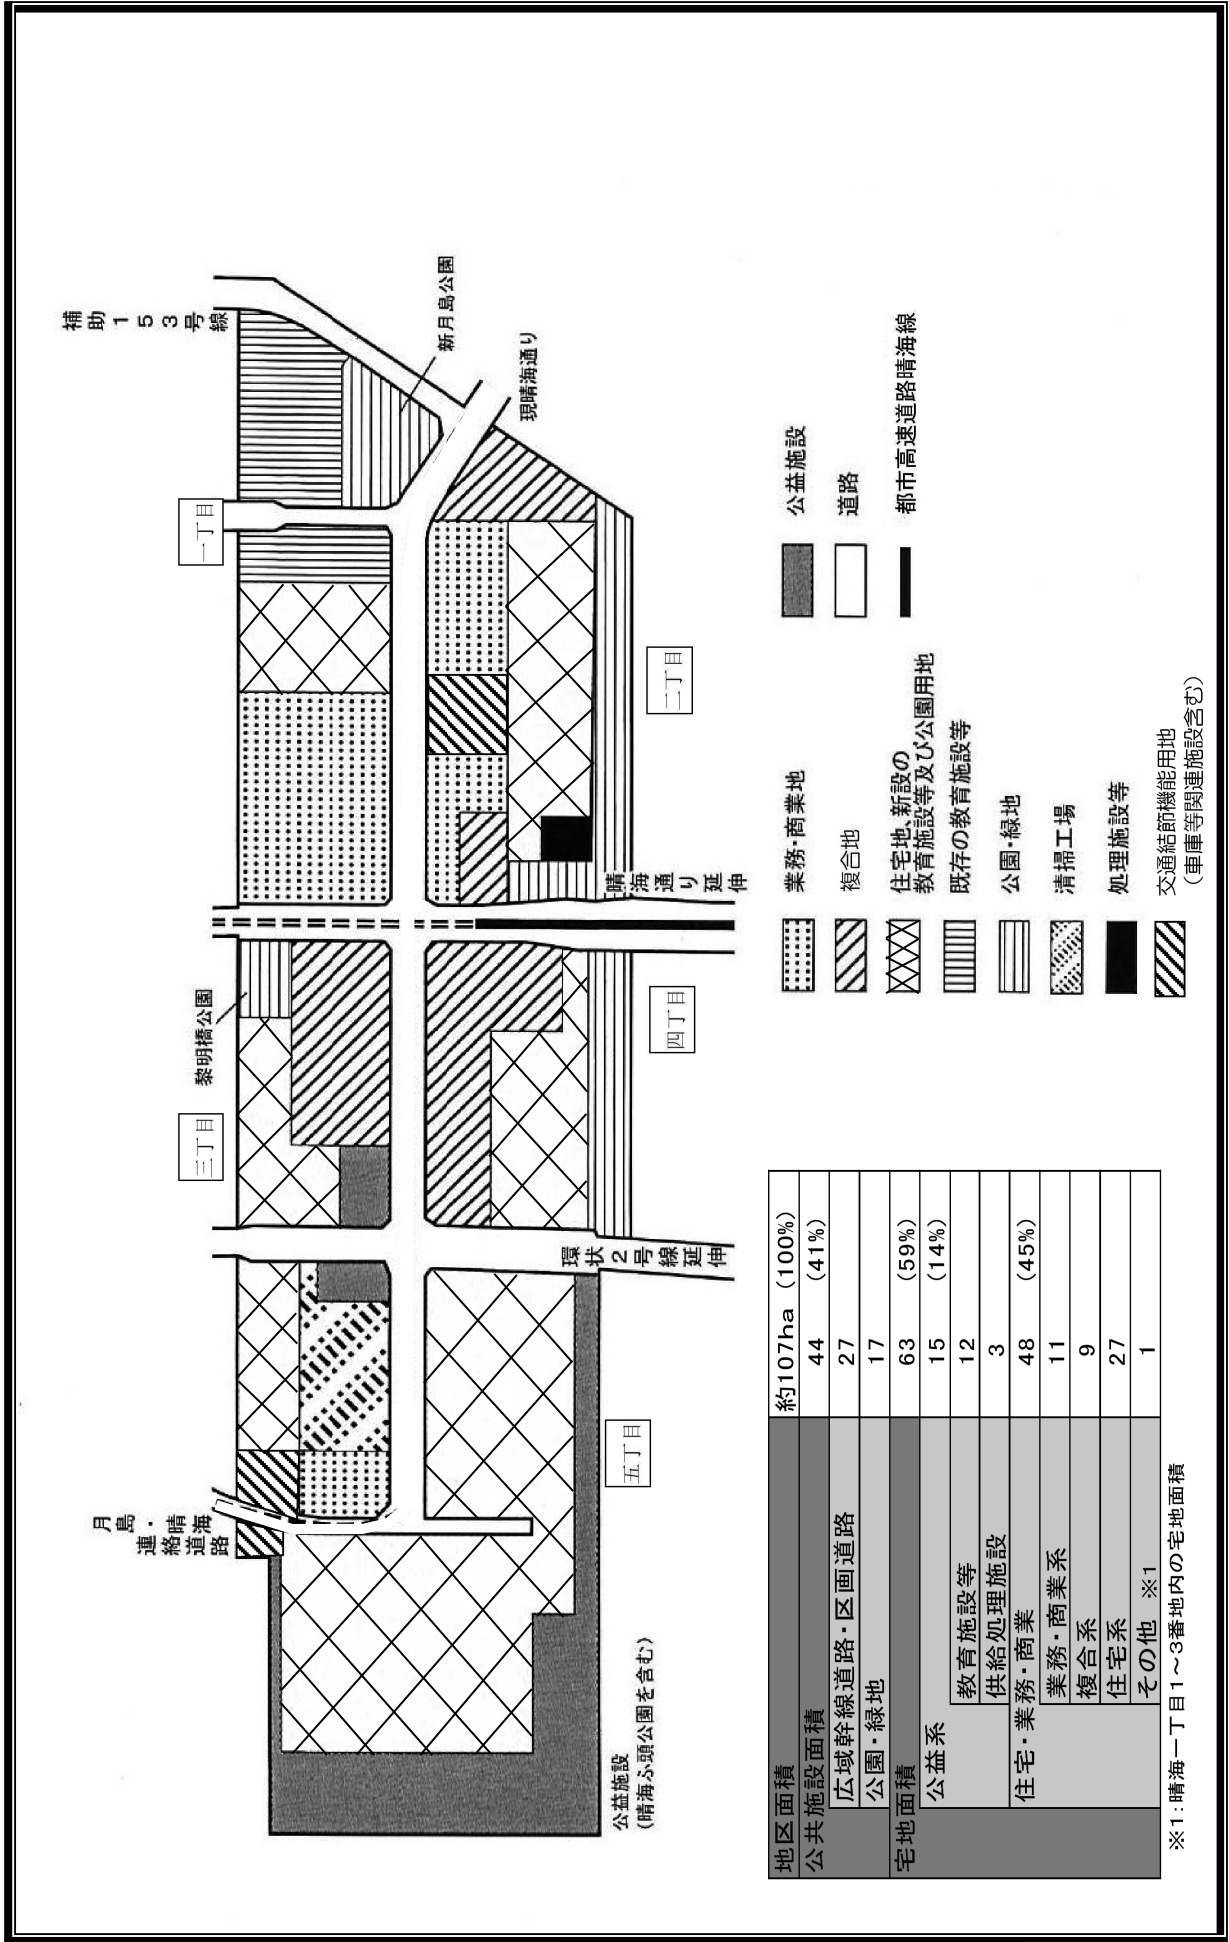 補助153号線
新月島公園
現晴海通り
一丁目
二丁目
晴海通り延伸
黎明橋公園
三丁目
四丁目
環状2号線延伸
月島・晴海
連絡道路
五丁目
公益施設
(晴海ふ頭公園を含む)
業務・商業地
複合地
住宅地、新設の
教育施設等及び公園用地
既存の教育施設等
公園・緑地
清掃工場
処理施設等
交通結節機能用地
(車庫等関連施設含む)
公益施設
道路
都市高速道路晴海線
地区面積 約107ha (100%)
公共施設面積 44 (41%)
広域幹線道路・区画道路 27
公園・緑地 17
宅地面積 63 (59%)
公益系 15 (14%)
教育施設等 12
供給処理施設 3
住宅・業務・商業 48 (45%)
業務・商業系 11
複合系 9
住宅系 27
その他 ※1 1
※1:晴海一丁目1~3番地内の宅地面積